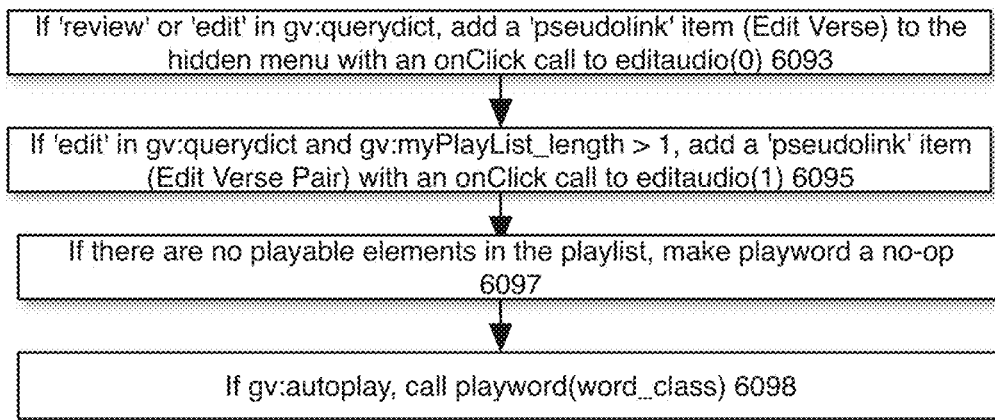 If 'review' or 'edit' in gv:querydict, add a 'pseudolink' item (Edit Verse) to the
hidden menu with an onClick call to editaudio(0) 6093
If 'edit' in gv:querydict and gv:myPlayList_length > 1, add a 'pseudolink' item
(Edit Verse Pair) with an onClick call to editaudio(1) 6095
If there are no playable elements in the playlist, make playword a no-op
6097
If gv:autoplay, call playword(word_class) 6098